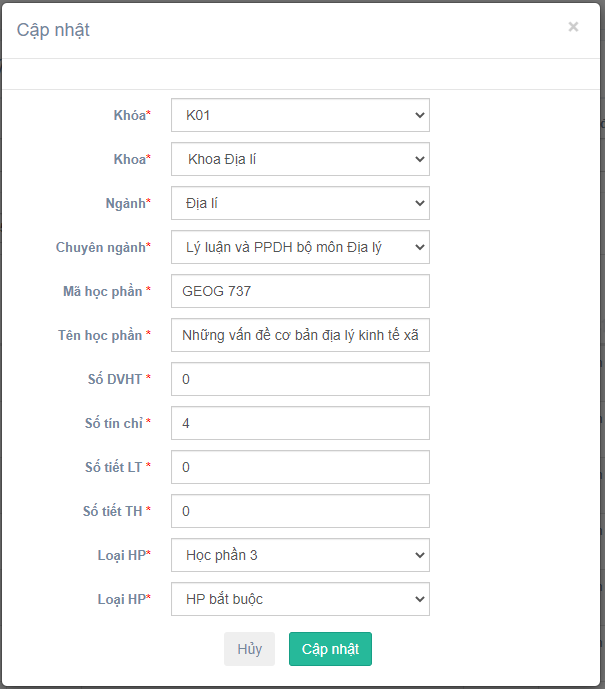 Cập nhật ×
Khóa* K01
Khoa* Khoa Địa lí
Ngành* Địa lí
Chuyên ngành* Lý luận và PPDH bộ môn Địa lý
Mã học phần * GEOG 737
Tên học phần * Những vấn đề cơ bản địa lý kinh tế xã
Số DVHT * 0
Số tín chỉ * 4
Số tiết LT * 0
Số tiết TH * 0
Loại HP* Học phần 3
Loại HP* HP bắt buộc
Hủy Cập nhật